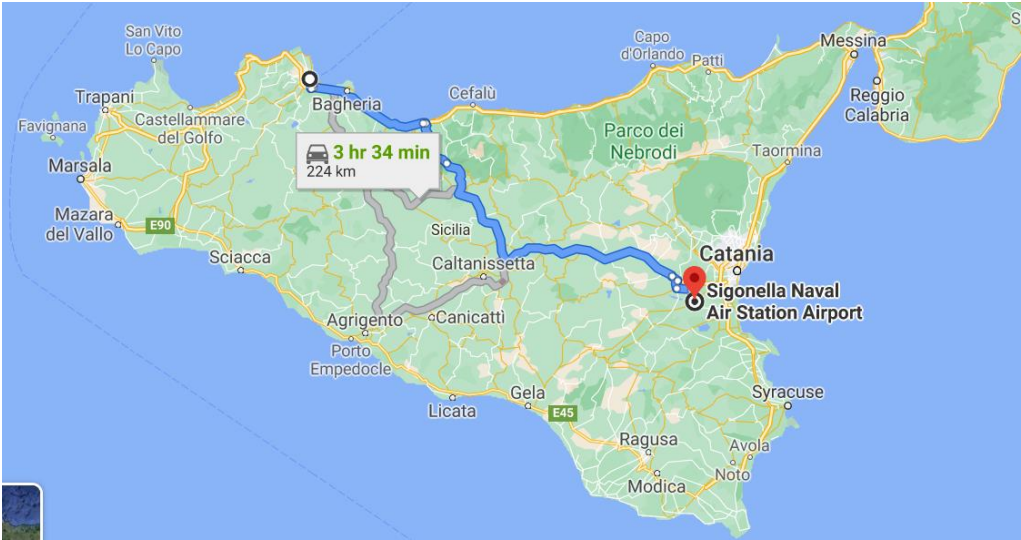 San Vito
Lo Capo
Trapani
Favignana
Marsala
Mazara
del Vallo
Castellammare
del Golfo
Bagheria
Cefalù
Capo
d'Orlando
Patti
Messina
Reggio
Calabria
3 hr 34 min
224 km
Parco dei
Nebrodi
Taormina
E90
Sciacca
Sicilia
Caltanissetta
Catania
Sigonella Naval
Air Station Airport
Agrigento
Canicattì
Porto
Empedocle
Licata
Gela
E45
Syracuse
Ragusa
Avola
Noto
Modica
S